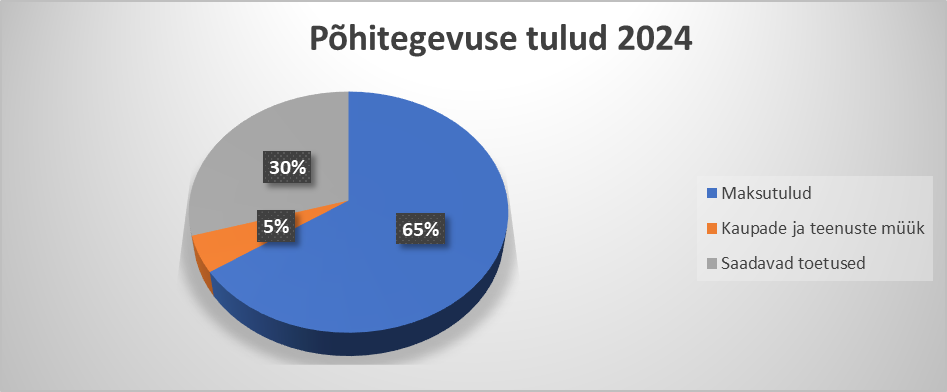 Põhitegevuse tulud 2024
30%
5%
65%
Maksutulud
Kaupade ja teenuste müük
Saadavad toetused